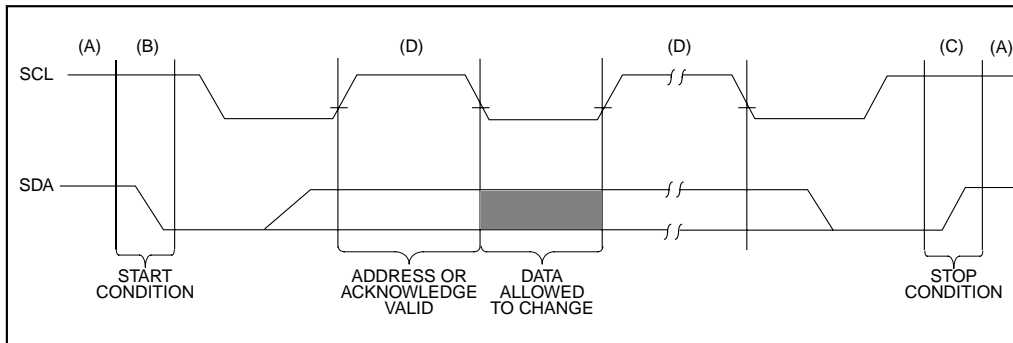 (A) (B) (D) (D) (C) (A)
SCL
SDA
START
CONDITION
ADDRESS OR
ACKNOWLEDGE
VALID
DATA
ALLOWED
TO CHANGE
STOP
CONDITION